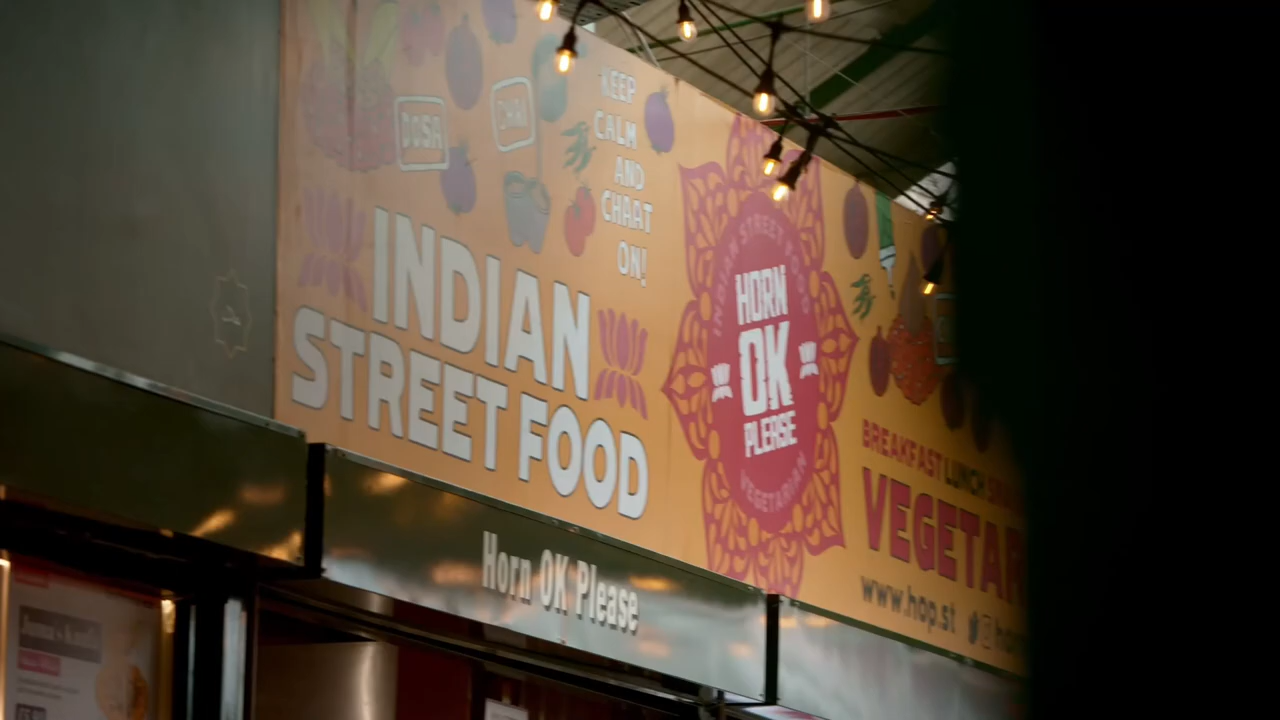 DOSA
CHAI
KEEP
CALM
AND
CHAAT
ON!
INDIAN
STREET FOOD
INDIAN STREET FOOD
HORN
OK
PLEASE
VEGETARIAN
BREAKFAST LUNCH
VEGETAR
www.hop.st
Horn OK Please